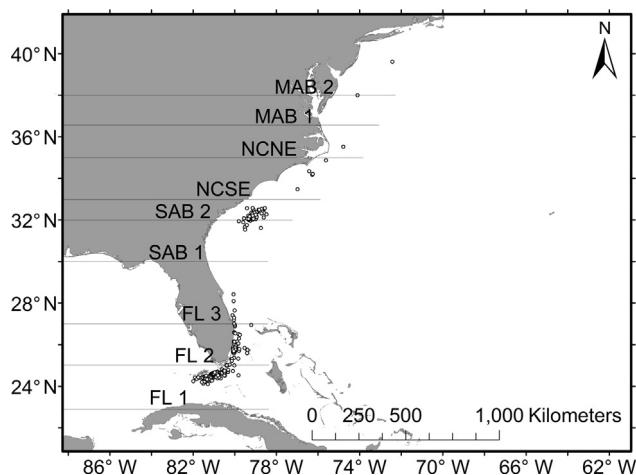 N
40° N
MAB 2
MAB 1
36° N
NCNE
NCSE
32° N
SAB 2
SAB 1
28° N
FL 3
FL 2
24° N
FL 1
0 250 500 1,000 Kilometers
86° W 82° W 78° W 74° W 70° W 66° W 62° W